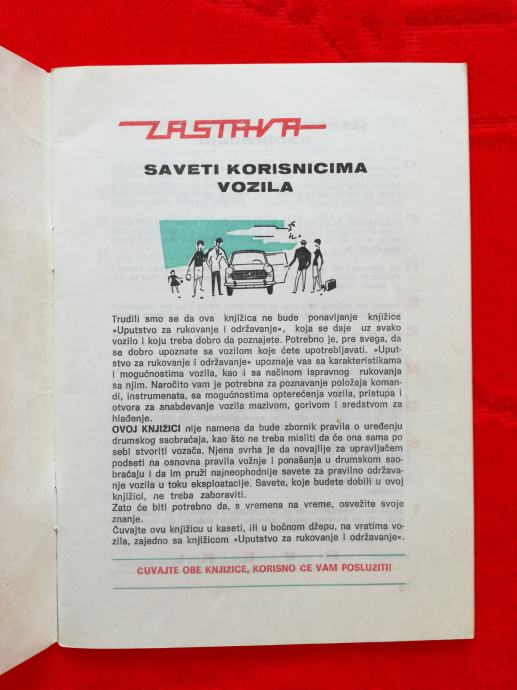 ZASTAVA
SAVETI KORISNICIMA
VOZILA
Trudili smo se da ova knjižica ne bude ponavljanje knjižice
»Uputstvo za rukovanje i održavanje«, koja se daje uz svako
vozilo i koju treba dobro da poznajete. Potrebno je, pre svega, da
se dobro upoznate sa vozilom koje ćete upotrebljavati. »Uput-
stvo za rukovanje i održavanje« upoznaje vas sa karakteristikama
i mogućnostima vozila, kao i sa načinom ispravnog rukovanja
sa njim. Naročito vam je potrebna za poznavanje položaja koman-
di, instrumenata, sa mogućnostima opterećenja vozila, pristupa i
otvora za snabdevanje vozila mazivom, gorivom i sredstvom za
hlađenje.
OVOJ KNJIŽICI nije namena da bude zbornik pravila o uređenju
drumskog saobraćaja, kao što ne treba misliti da će ona sama po
sebi stvoriti vozača. Njena svrha je da novajlije za upravljačem
podseti na osnovna pravila vožnje i ponašanja u drumskom sao-
braćaju i da im pruži najneophodnije savete za pravilno održava-
nje vozila u toku eksploatacije. Savete, koje budete dobili u ovoj
knjižici, ne treba zaboraviti.
Zato će biti potrebno da, s vremena na vreme, osvežite svoje
znanje.
Čuvajte ovu knjižicu u kaseti, ili u bočnom džepu, na vratima vo-
zila, zajedno sa knjižicom »Uputstvo za rukovanje i održavanje«.
ČUVAJTE OBE KNJIŽICE, KORISNO ĆE VAM POSLUŽITI!